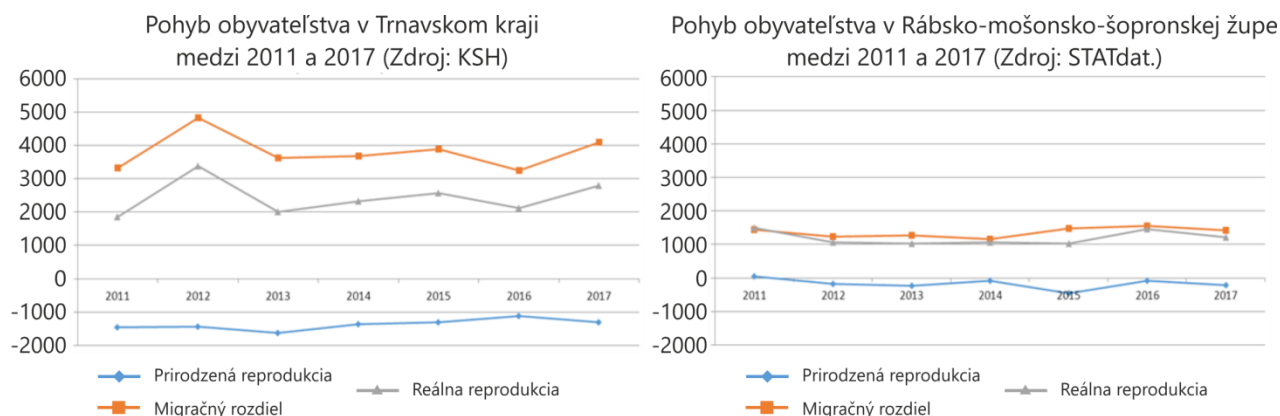 Pohyb obyvateľstva v Trnavskom kraji
medzi 2011 a 2017 (Zdroj: KSH)
6000
5000
4000
3000
2000
1000
0
-1000
-2000
2011 2012 2013 2014 2015 2016 2017
Prirodzená reprodukcia
Reálna reprodukcia
Migračný rozdiel
Pohyb obyvateľstva v Rábsko-mošonsko-šopronskej župe
medzi 2011 a 2017 (Zdroj: STATdat.)
6000
5000
4000
3000
2000
1000
0
-1000
-2000
2011 2012 2013 2014 2015 2016 2017
Prirodzená reprodukcia
Reálna reprodukcia
Migračný rozdiel